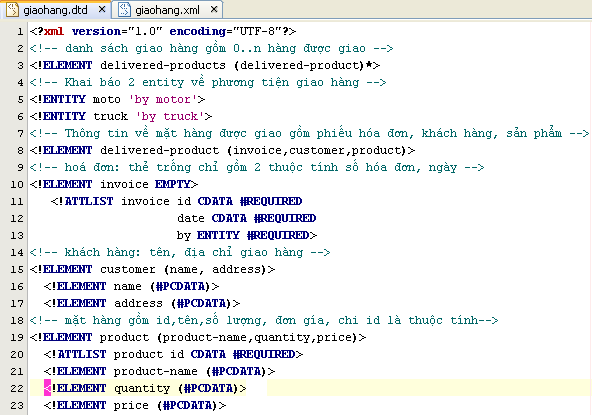 giaohang.dtd giaohang.xml
1 <?xml version="1.0" encoding="UTF-8"?>
2 <!-- danh sách giao hàng gồm 0..n hàng được giao -->
3 <!ELEMENT delivered-products (delivered-product)*>
4 <!-- Khai báo 2 entity về phương tiện giao hàng -->
5 <!ENTITY moto 'by motor'>
6 <!ENTITY truck 'by truck'>
7 <!-- Thông tin về mặt hàng được giao gồm phiếu hóa đơn, khách hàng, sản phẩm -->
8 <!ELEMENT delivered-product (invoice,customer,product)>
9 <!-- hoá đơn: thẻ trống chỉ gồm 2 thuộc tính số hóa đơn, ngày -->
10 <!ELEMENT invoice EMPTY>
11 <!ATTLIST invoice id CDATA #REQUIRED
12 date CDATA #REQUIRED
13 by ENTITY #REQUIRED>
14 <!-- khách hàng: tên, địa chỉ giao hàng -->
15 <!ELEMENT customer (name, address)>
16 <!ELEMENT name (#PCDATA)>
17 <!ELEMENT address (#PCDATA)>
18 <!-- mặt hàng gồm id,tên,số lượng, đơn gía, chi id là thuộc tính-->
19 <!ELEMENT product (product-name,quantity,price)>
20 <!ATTLIST product id CDATA #REQUIRED>
21 <!ELEMENT product-name (#PCDATA)>
22 <!ELEMENT quantity (#PCDATA)>
23 <!ELEMENT price (#PCDATA)>